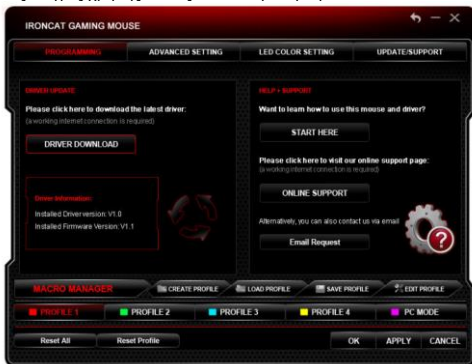 IRONCAT GAMING MOUSE
PROGRAMMING
ADVANCED SETTING
LED COLOR SETTING
UPDATE/SUPPORT
DRIVER UPDATE
Please click here to download the latest driver:
(a working internet connection is required)
DRIVER DOWNLOAD
Driver Information:
Installed Driver version: V1.0
Installed Firmware Version: V1.1
HELP + SUPPORT
Want to learn how to use this mouse and driver?
START HERE
Please click here to visit our online support page:
(a working internet connection is required)
ONLINE SUPPORT
Alternatively, you can also contact us via email
Email Request
MACRO MANAGER
CREATE PROFILE
LOAD PROFILE
SAVE PROFILE
EDIT PROFILE
PROFILE 1
PROFILE 2
PROFILE 3
PROFILE 4
PC MODE
Reset All
Reset Profile
OK
APPLY
CANCEL